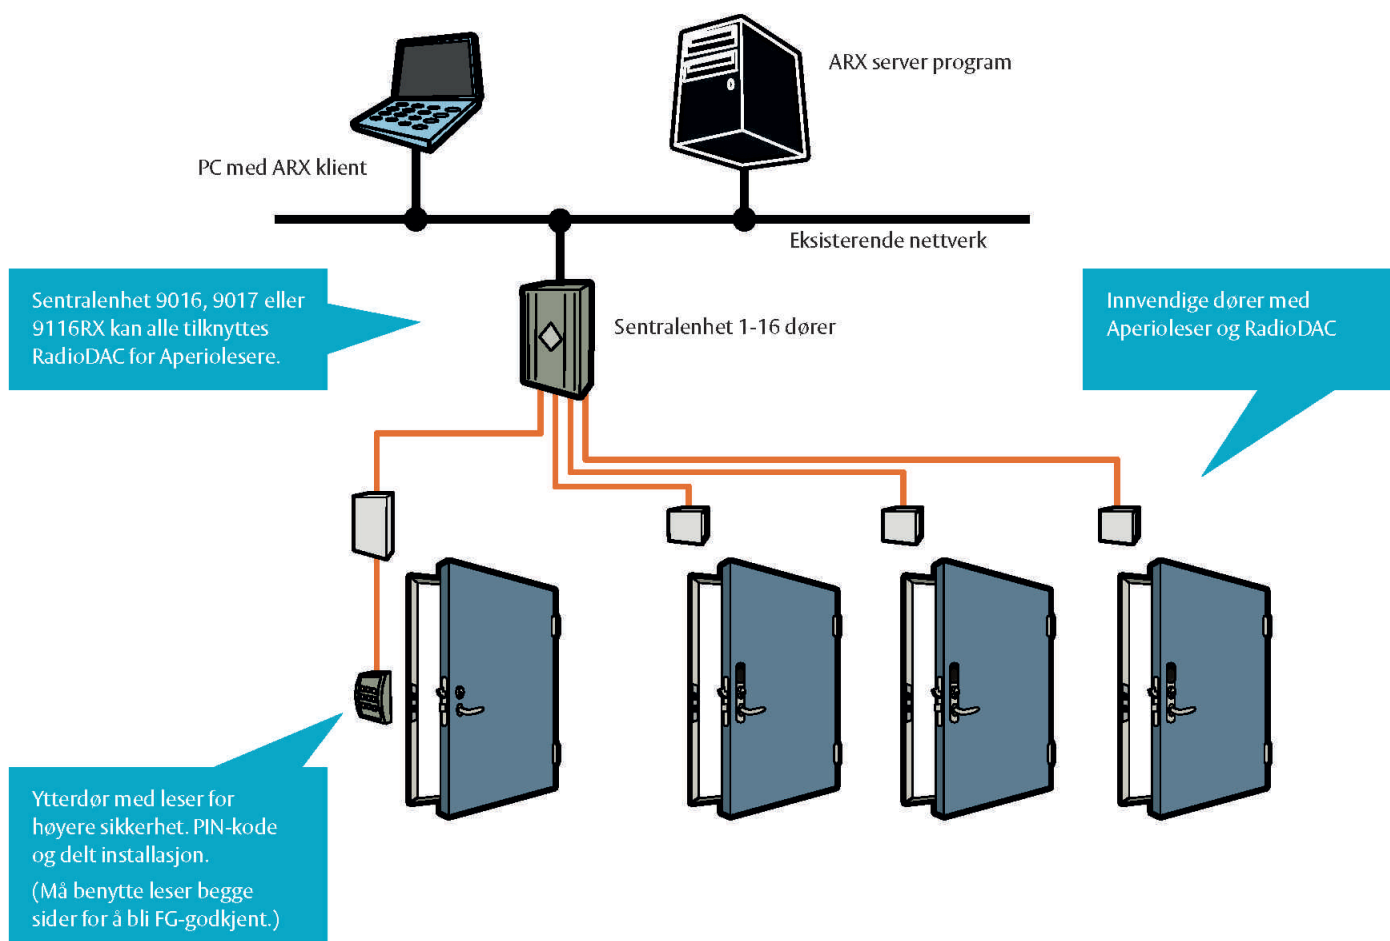 ARX server program
PC med ARX klient
Eksisterende nettverk
Sentralenhet 9016, 9017 eller
9116RX kan alle tilknyttes
RadioDAC for Aperiolesere.
Sentralenhet 1-16 dører
Innvendige dører med
Aperioleser og RadioDAC
Ytterdør med leser for
høyere sikkerhet. PIN-kode
og delt installasjon.
(Må benytte leser begge
sider for å bli FG-godkjent.)